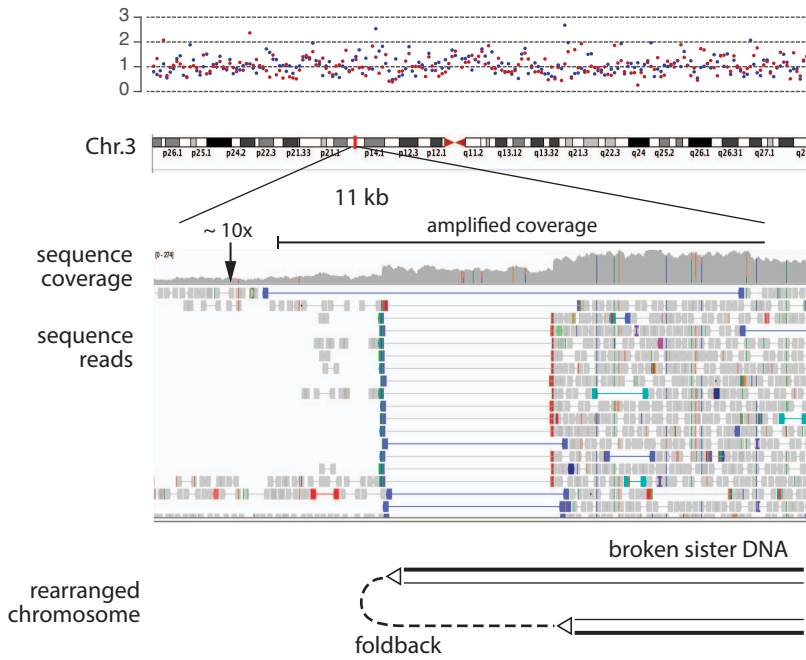 3
2
1
0
Chr.3
p26.1 p25.1 p24.2 p22.3 p21.33 p21.1 p14.1 p12.3 p12.1 q11.2 q13.12 q13.32 q21.3 q22.3 q24 q25.2 q26.1 q26.31 q27.1 q2
11 kb
~ 10x
amplified coverage
sequence
coverage
[0 - 274]
sequence
reads
broken sister DNA
rearranged
chromosome
foldback